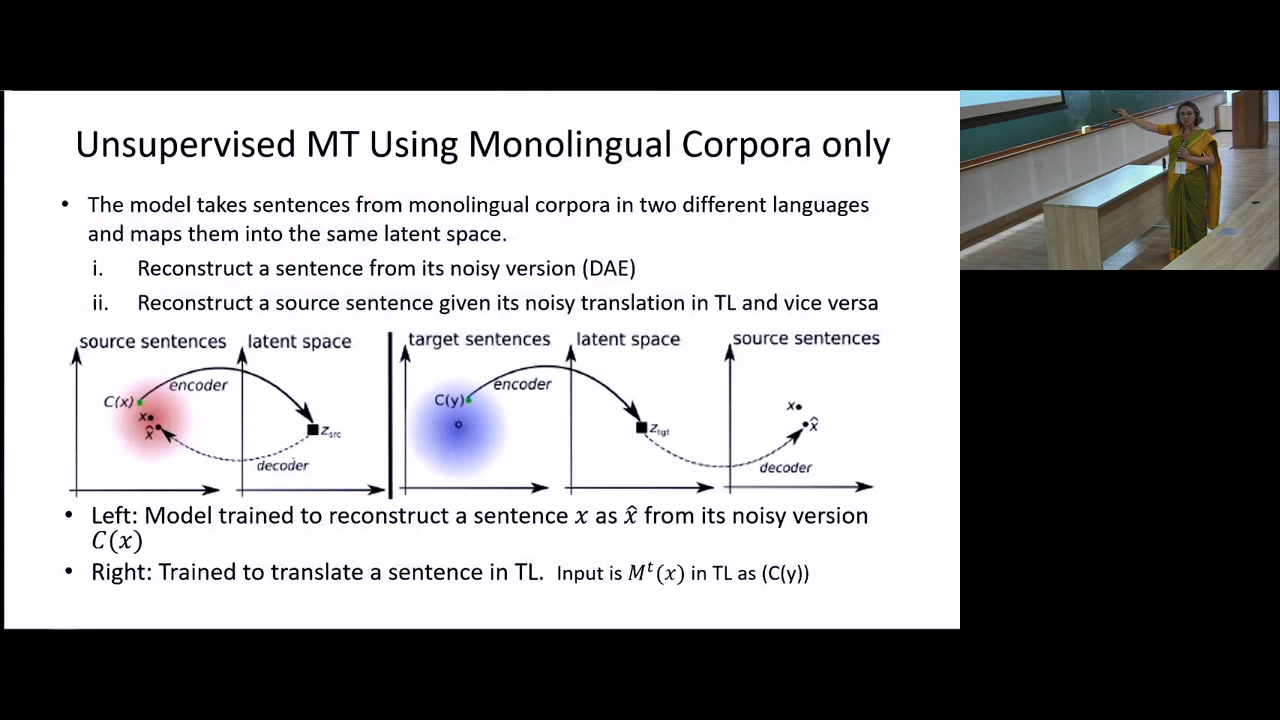 Unsupervised MT Using Monolingual Corpora only
• The model takes sentences from monolingual corpora in two different languages
and maps them into the same latent space.
i. Reconstruct a sentence from its noisy version (DAE)
ii. Reconstruct a source sentence given its noisy translation in TL and vice versa
source sentences
latent space
C(x)
encoder
x
x̂
z_src
decoder
target sentences
latent space
source sentences
C(y)
encoder
z_tgt
x
x̂
decoder
• Left: Model trained to reconstruct a sentence 𝑥 as 𝑥̂ from its noisy version
𝐶(𝑥)
• Right: Trained to translate a sentence in TL. Input is 𝑀ᵗ(𝑥) in TL as (C(y))